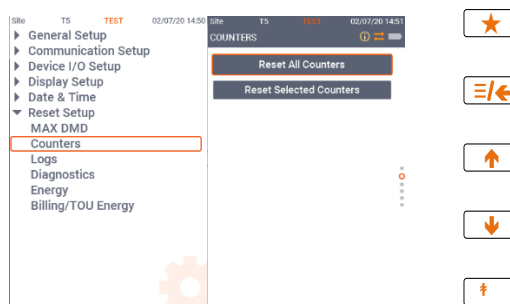 Site T5 TEST 02/07/20 14:50
General Setup
Communication Setup
Device I/O Setup
Display Setup
Date & Time
Reset Setup
MAX DMD
Counters
Logs
Diagnostics
Energy
Billing/TOU Energy
Site T5 TEST 02/07/20 14:51
COUNTERS
Reset All Counters
Reset Selected Counters